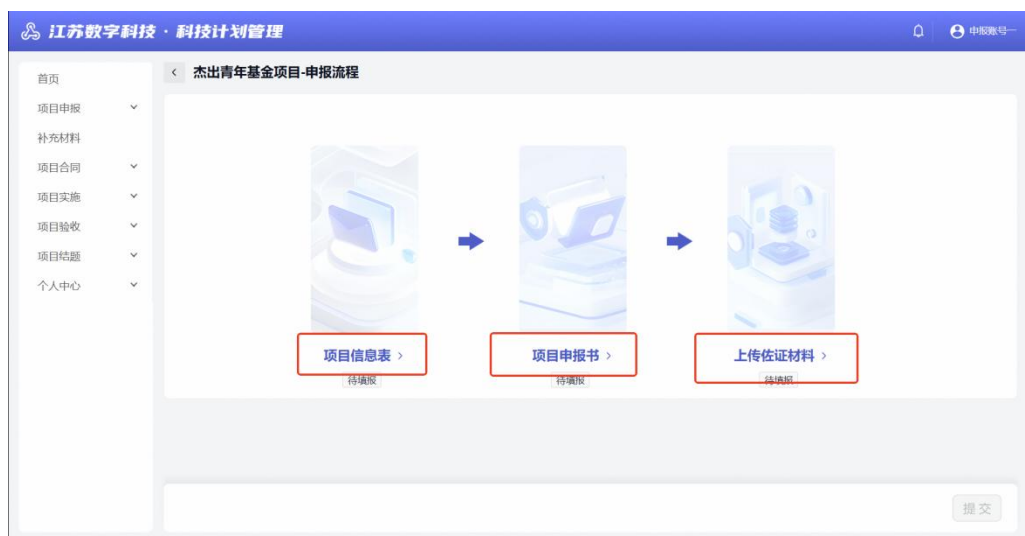 江苏数字科技 · 科技计划管理
申报账号一
首页
项目申报
补充材料
项目合同
项目实施
项目验收
项目结题
个人中心
杰出青年基金项目-申报流程
项目信息表 >
待填报
项目申报书 >
待填报
上传佐证材料 >
待填报
提交